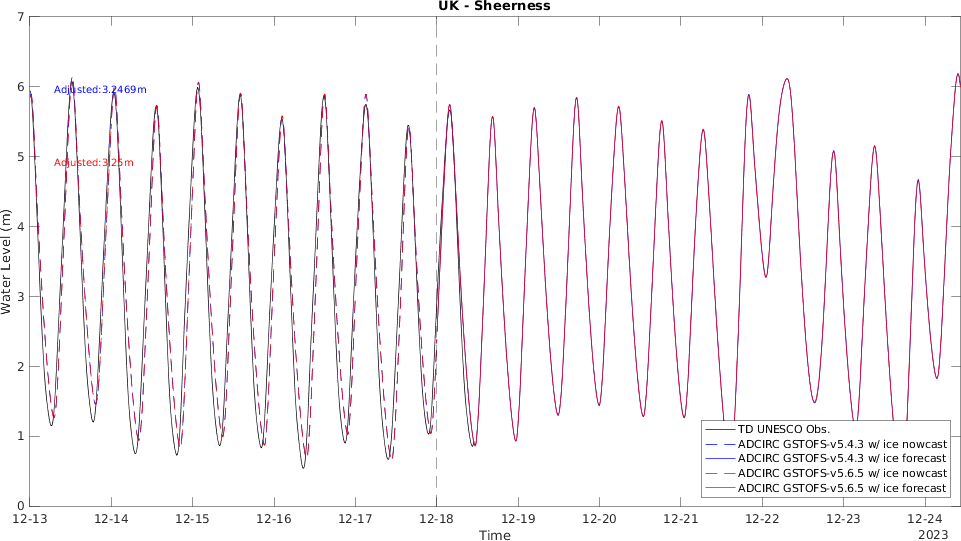 UK - Sheerness
7
6
5
4
3
2
1
0
Water Level (m)
Adjusted:3.2469m
Adjusted:3.25m
TD UNESCO Obs.
ADCIRC GSTOFS-v5.4.3 w/ ice nowcast
ADCIRC GSTOFS-v5.4.3 w/ ice forecast
ADCIRC GSTOFS-v5.6.5 w/ ice nowcast
ADCIRC GSTOFS-v5.6.5 w/ ice forecast
12-13 12-14 12-15 12-16 12-17 12-18 12-19 12-20 12-21 12-22 12-23 12-24
Time
2023